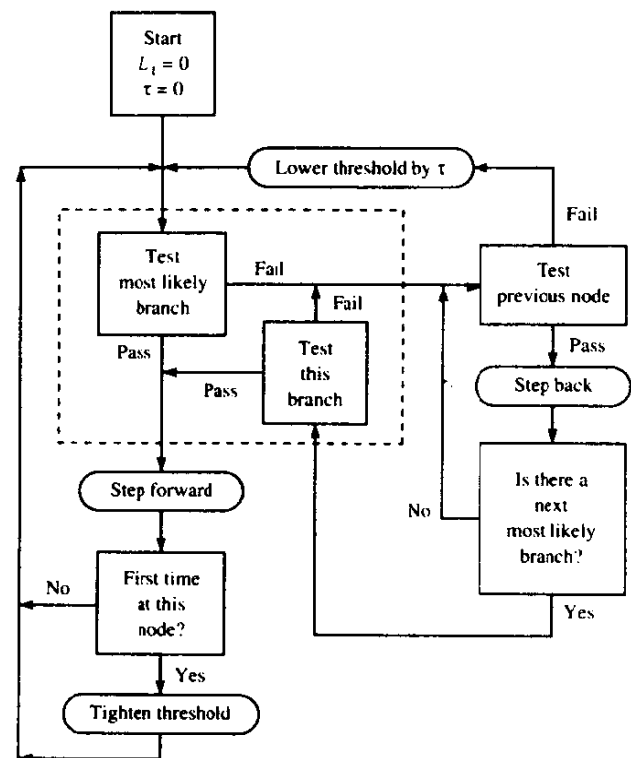 Start
L_t = 0
τ = 0
Lower threshold by τ
Fail
Test
most likely
branch
Fail
Test
previous node
Fail
Pass
Test
this
branch
Pass
Pass
Step back
Step forward
Is there a
next
most likely
branch?
No
Yes
No
First time
at this
node?
Yes
Tighten threshold